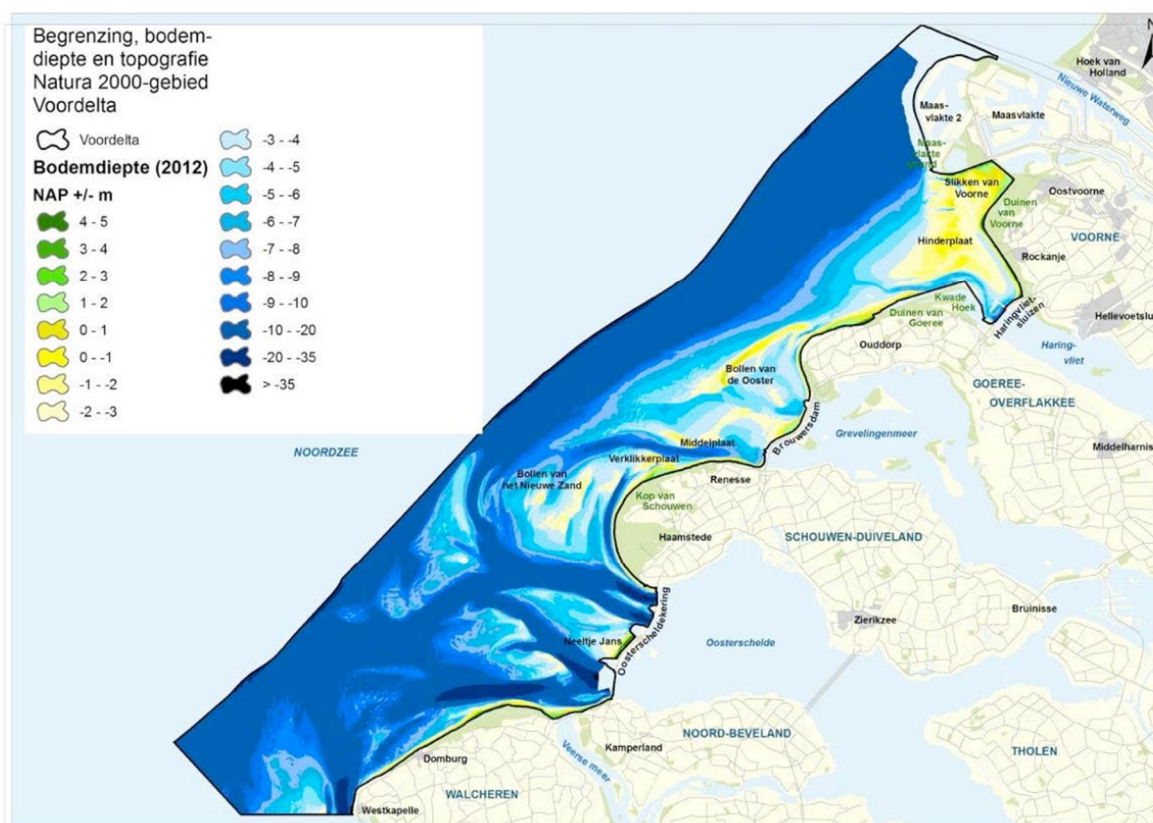 Begrenzing, bodem-
diepte en topografie
Natura 2000-gebied
Voordelta
Voordelta
Bodemdiepte (2012)
NAP +/- m
4 - 5
3 - 4
2 - 3
1 - 2
0 - 1
0 - -1
-1 - -2
-2 - -3
-3 - -4
-4 - -5
-5 - -6
-6 - -7
-7 - -8
-8 - -9
-9 - -10
-10 - -20
-20 - -35
> -35
N
Hoek van
Holland
Nieuwe Waterweg
Maas-
vlakte 2
Maasvlakte
Maas-
vlakte
Slikken van
Voorne
Oostvoorne
Duinen
van
Voorne
VOORNE
Hinderplaat
Rockanje
Kwade
Hoek
Haringvliet-
sluizen
Hellevoetslu
Duinen van
Goeree
Ouddorp
Haring-
vliet
Bollen van
de Ooster
GOEREE-
OVERFLAKKEE
Brouwersdam
Grevelingenmeer
Middelharnis
NOORDZEE
Middelplaat
Verklikkerplaat
Bollen van
het Nieuwe Zand
Renesse
Kop van
Schouwen
Haamstede
SCHOUWEN-DUIVELAND
Bruinisse
Zierikzee
Neeltje Jans
Oosterscheldekering
Oosterschelde
NOORD-BEVELAND
Kamperland
THOLEN
Veerse meer
Domburg
WALCHEREN
Westkapelle